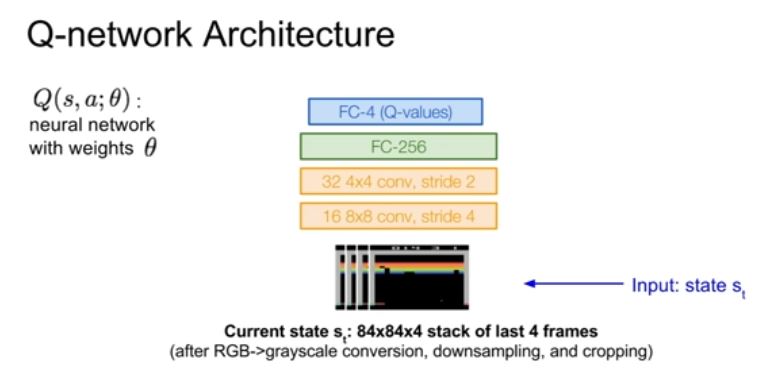 Q-network Architecture
Q(s, a; θ) :
neural network
with weights θ
FC-4 (Q-values)
FC-256
32 4x4 conv, stride 2
16 8x8 conv, stride 4
Input: state s_t
Current state s_t: 84x84x4 stack of last 4 frames
(after RGB->grayscale conversion, downsampling, and cropping)